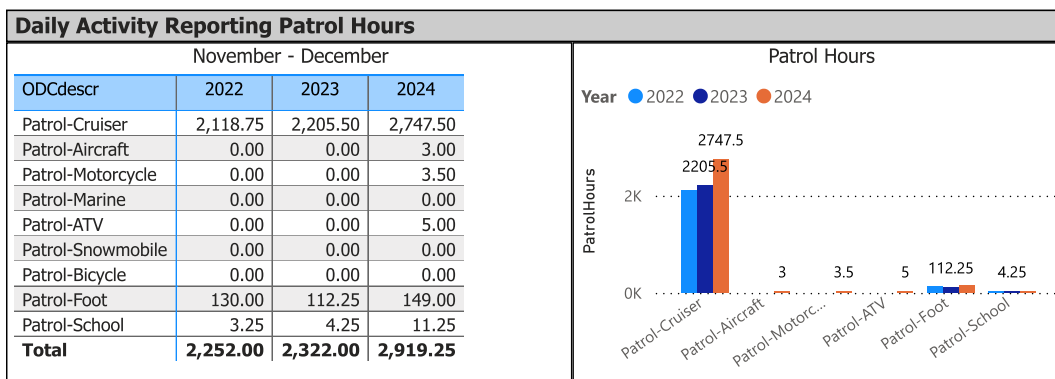 Daily Activity Reporting Patrol Hours
November - December
ODCdescr 2022 2023 2024
Patrol-Cruiser 2,118.75 2,205.50 2,747.50
Patrol-Aircraft 0.00 0.00 3.00
Patrol-Motorcycle 0.00 0.00 3.50
Patrol-Marine 0.00 0.00 0.00
Patrol-ATV 0.00 0.00 5.00
Patrol-Snowmobile 0.00 0.00 0.00
Patrol-Bicycle 0.00 0.00 0.00
Patrol-Foot 130.00 112.25 149.00
Patrol-School 3.25 4.25 11.25
Total 2,252.00 2,322.00 2,919.25
Patrol Hours
Year 2022 2023 2024
PatrolHours
2K
0K
2747.5
2205.5
3 3.5 5 112.25 4.25
Patrol-Cruiser
Patrol-Aircraft
Patrol-Motorc...
Patrol-ATV
Patrol-Foot
Patrol-School